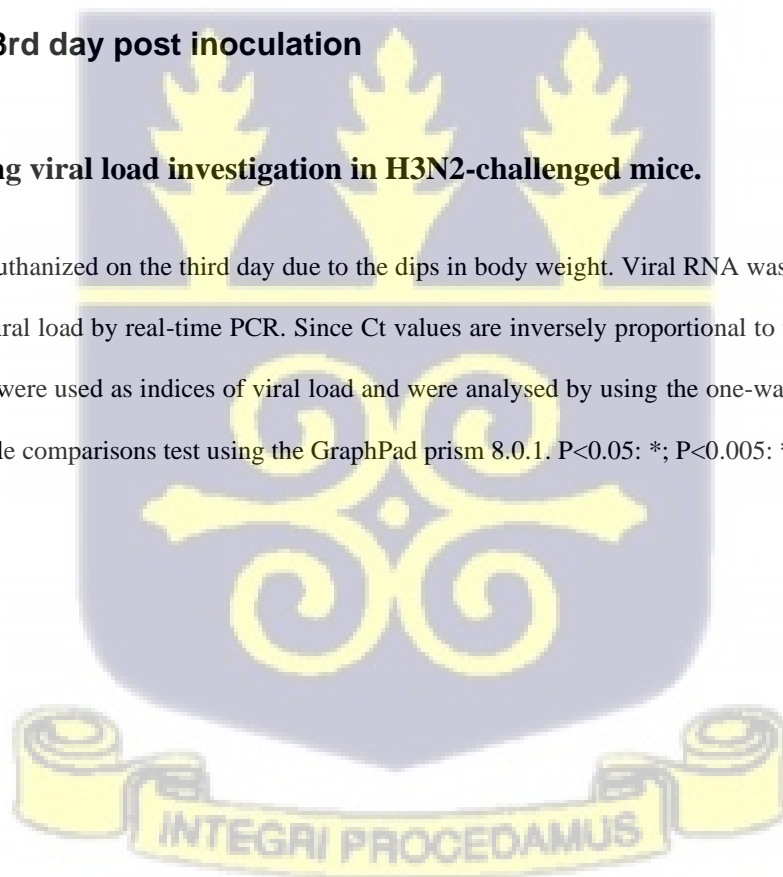 3rd day post inoculation
ng viral load investigation in H3N2-challenged mice.
uthanized on the third day due to the dips in body weight. Viral RNA was
iral load by real-time PCR. Since Ct values are inversely proportional to
were used as indices of viral load and were analysed by using the one-wa
le comparisons test using the GraphPad prism 8.0.1. P<0.05: *; P<0.005: *
INTEGRI PROCEDAMUS